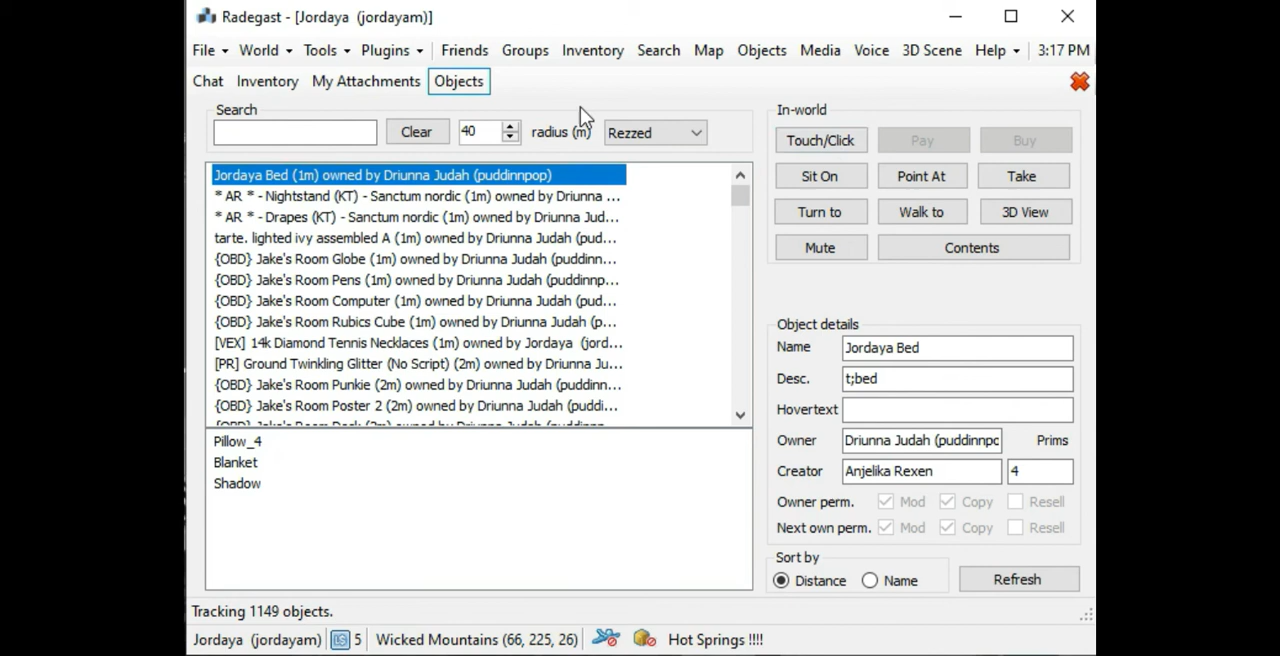 Radegast - [Jordaya (jordayam)]
File World Tools Plugins Friends Groups Inventory Search Map Objects Media Voice 3D Scene Help 3:17 PM
Chat Inventory My Attachments Objects
Search
Clear 40 radius (m) Rezzed
Jordaya Bed (1m) owned by Driunna Judah (puddinnpop)
* AR * - Nightstand (KT) - Sanctum nordic (1m) owned by Driunna ...
* AR * - Drapes (KT) - Sanctum nordic (1m) owned by Driunna Jud...
tarte. lighted ivy assembled A (1m) owned by Driunna Judah (pud...
{OBD} Jake's Room Globe (1m) owned by Driunna Judah (puddinn...
{OBD} Jake's Room Pens (1m) owned by Driunna Judah (puddinnp...
{OBD} Jake's Room Computer (1m) owned by Driunna Judah (pud...
{OBD} Jake's Room Rubics Cube (1m) owned by Driunna Judah (p...
[VEX] 14k Diamond Tennis Necklaces (1m) owned by Jordaya (jord...
[PR] Ground Twinkling Glitter (No Script) (2m) owned by Driunna Ju...
{OBD} Jake's Room Punkie (2m) owned by Driunna Judah (puddinn...
{OBD} Jake's Room Poster 2 (2m) owned by Driunna Judah (puddi...
Pillow_4
Blanket
Shadow
In-world
Touch/Click Pay Buy
Sit On Point At Take
Turn to Walk to 3D View
Mute Contents
Object details
Name Jordaya Bed
Desc. t;bed
Hovertext
Owner Driunna Judah (puddinnpo Prims
Creator Anjelika Rexen 4
Owner perm. Mod Copy Resell
Next own perm. Mod Copy Resell
Sort by
Distance Name Refresh
Tracking 1149 objects.
Jordaya (jordayam) L$ 5 Wicked Mountains (66, 225, 26) Hot Springs !!!!